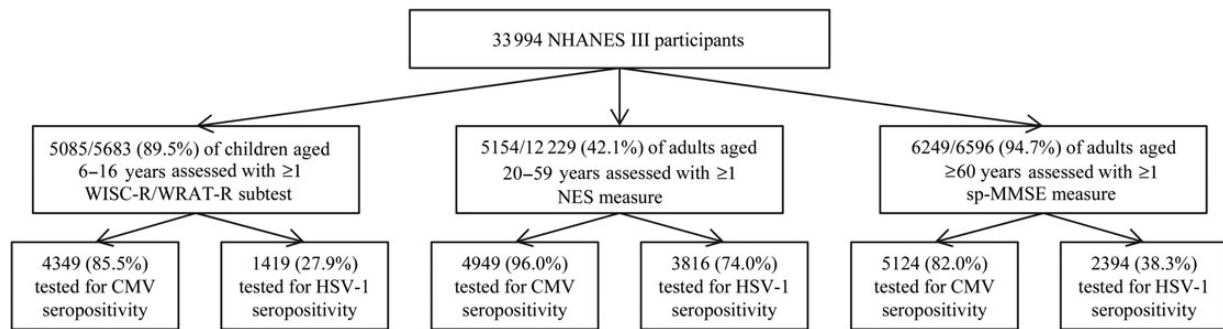 33 994 NHANES III participants
5085/5683 (89.5%) of children aged
6–16 years assessed with ≥1
WISC-R/WRAT-R subtest
5154/12 229 (42.1%) of adults aged
20–59 years assessed with ≥1
NES measure
6249/6596 (94.7%) of adults aged
≥60 years assessed with ≥1
sp-MMSE measure
4349 (85.5%)
tested for CMV
seropositivity
1419 (27.9%)
tested for HSV-1
seropositivity
4949 (96.0%)
tested for CMV
seropositivity
3816 (74.0%)
tested for HSV-1
seropositivity
5124 (82.0%)
tested for CMV
seropositivity
2394 (38.3%)
tested for HSV-1
seropositivity